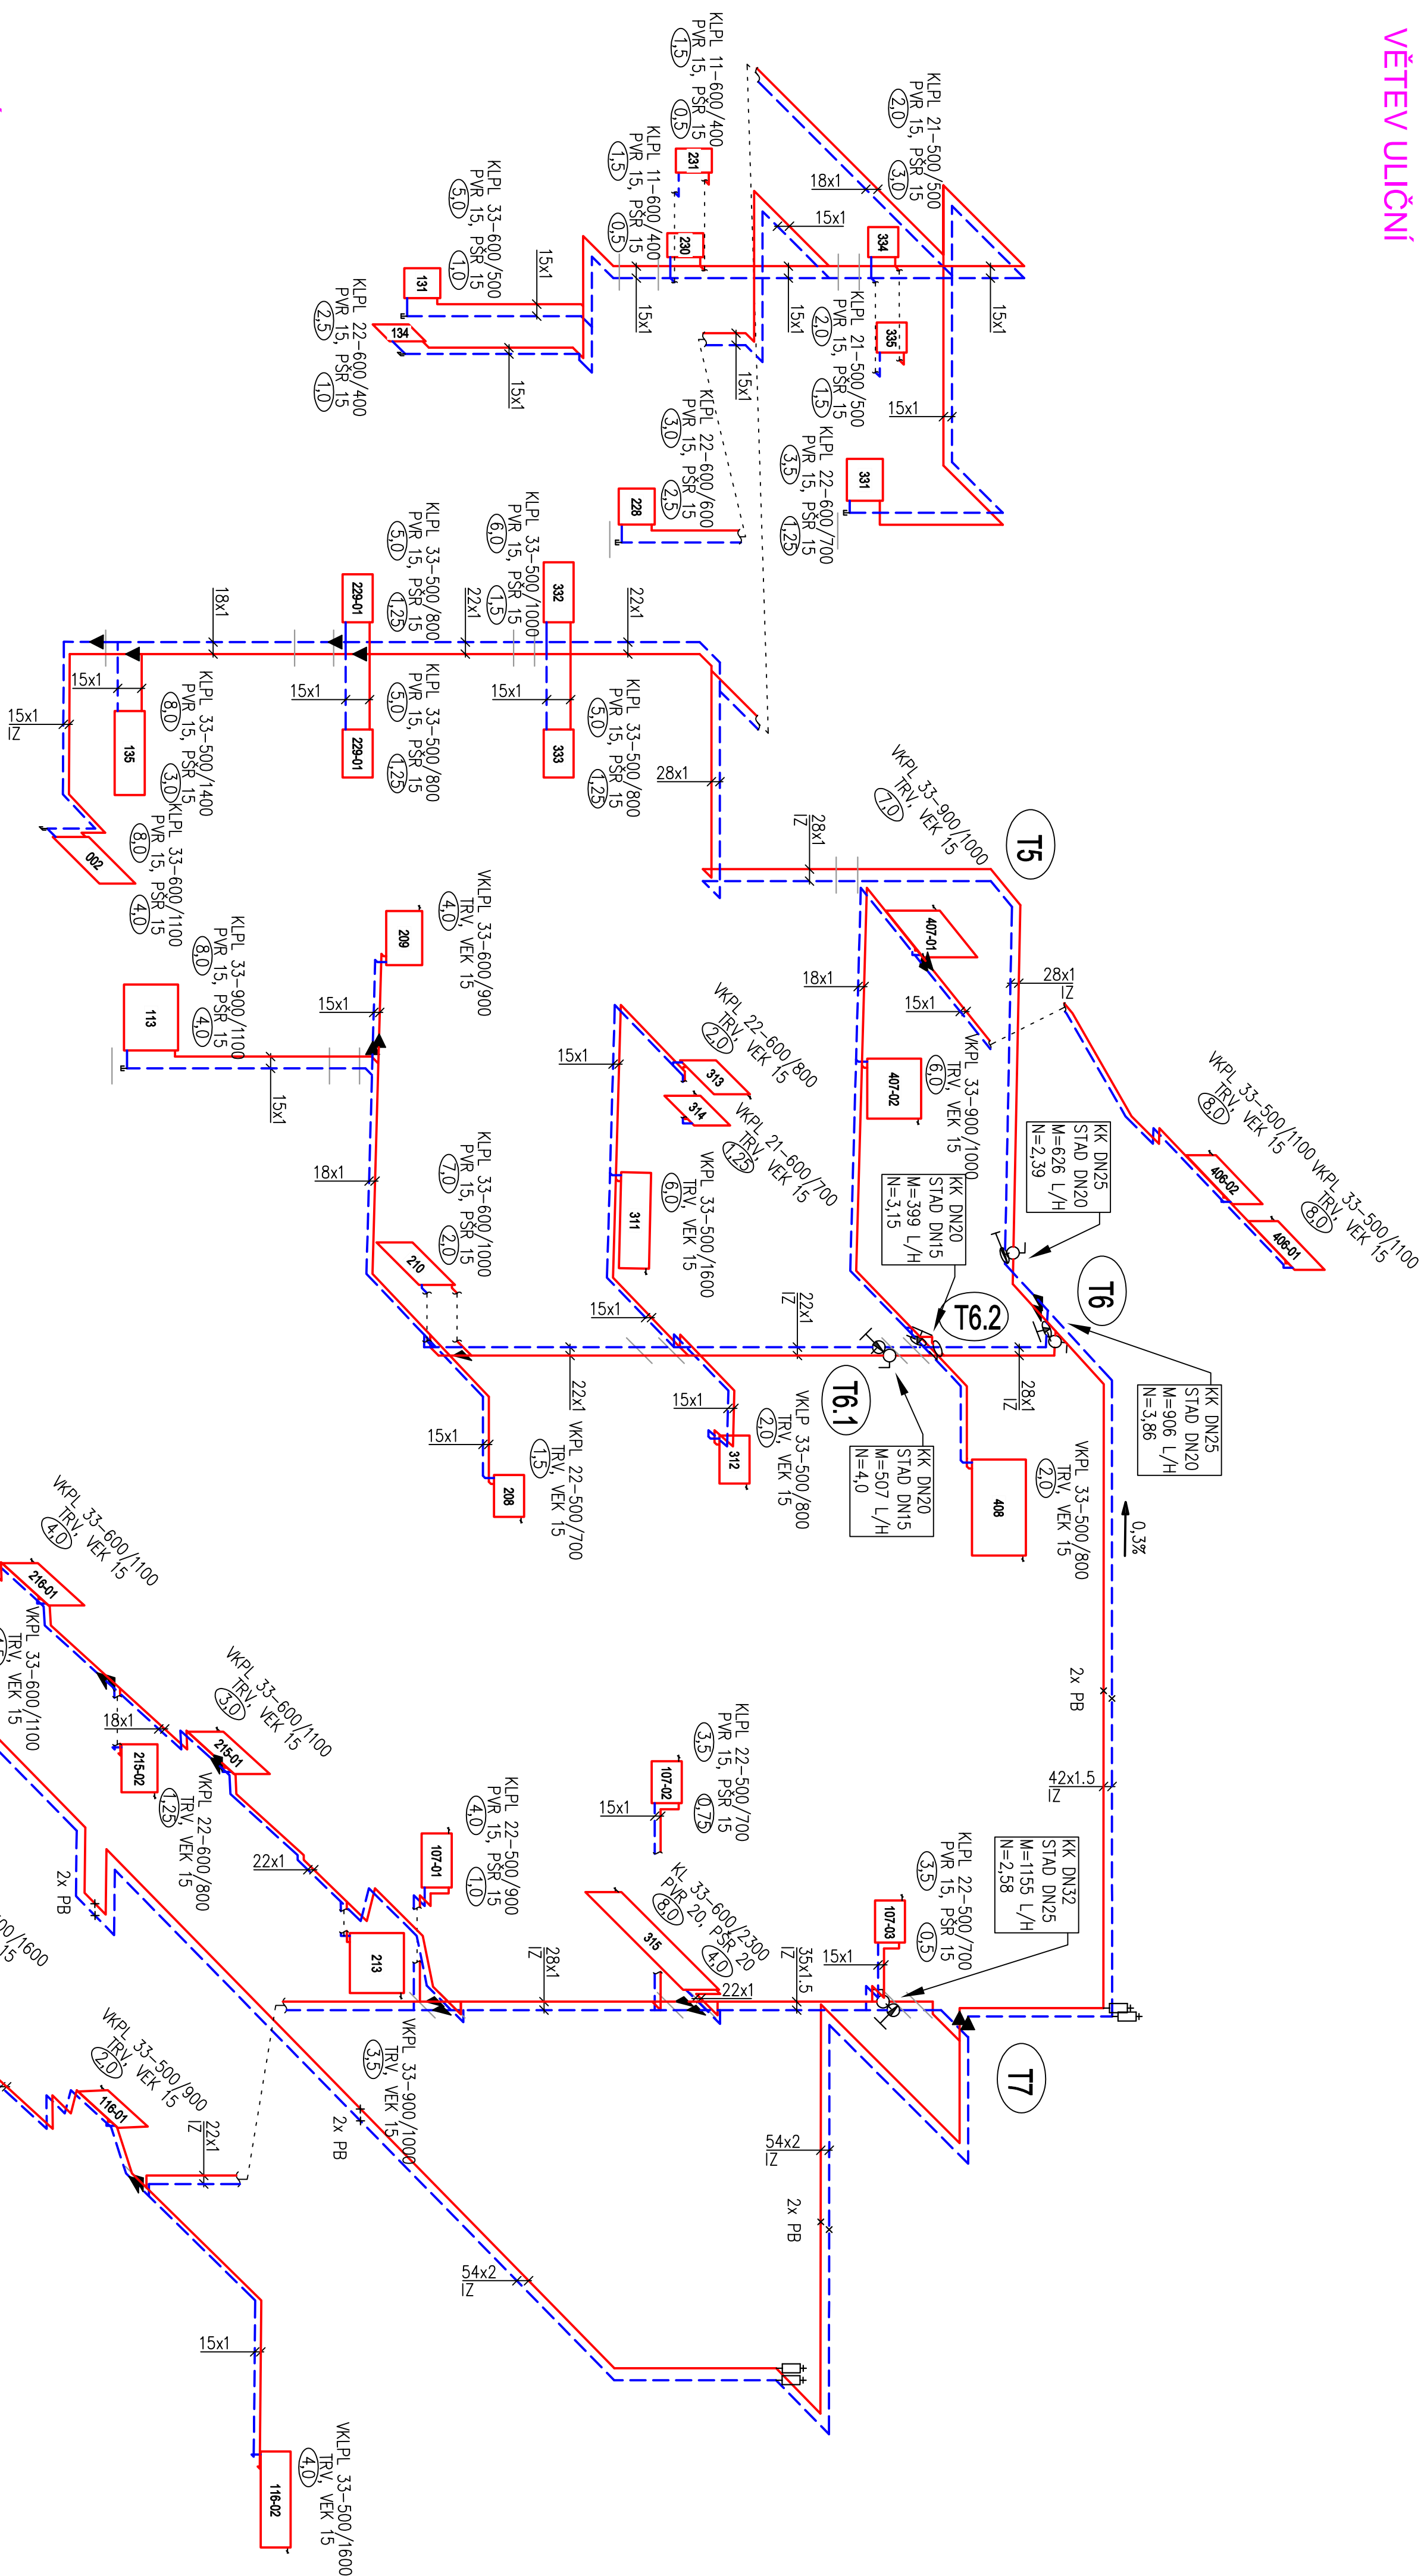 VĚTEV ULIČNÍ
KLPL 11-600/400
PVR 15, PŠR 15
1,5
0,5
231
KLPL 11-600/400
PVR 15, PŠR 15
1,5
0,5
230
KLPL 21-500/500
PVR 15, PŠR 15
2,0
3,0
334
18x1
15x1
15x1
15x1
15x1
KLPL 33-600/500
PVR 15, PŠR 15
5,0
1,0
131
15x1
KLPL 22-600/400
PVR 15, PŠR 15
2,5
1,0
134
15x1
KLPL 21-500/500
PVR 15, PŠR 15
2,0
1,5
335
15x1
15x1
KLPL 22-600/600
PVR 15, PŠR 15
3,0
2,5
228
KLPL 22-600/700
PVR 15, PŠR 15
3,5
1,25
331
KLPL 33-500/1000
PVR 15, PŠR 15
6,0
1,5
332
22x1
22x1
18x1
KLPL 33-500/800
PVR 15, PŠR 15
5,0
1,25
229-01
KLPL 33-500/800
PVR 15, PŠR 15
5,0
1,25
229-01
15x1
KLPL 33-500/800
PVR 15, PŠR 15
5,0
1,25
333
15x1
28x1
KLPL 33-500/1400
PVR 15, PŠR 15
8,0
3,0
135
15x1
15x1
IZ
KLPL 33-600/1100
PVR 15, PŠR 15
8,0
4,0
002
VKPL 33-900/1000
TRV, VEK 15
7,0
407-01
28x1
IZ
T5
28x1
IZ
18x1
15x1
VKLPL 33-600/900
TRV, VEK 15
4,0
209
15x1
KLPL 33-900/1100
PVR 15, PŠR 15
8,0
4,0
113
15x1
VKPL 22-600/800
TRV, VEK 15
2,0
313
15x1
VKPL 21-600/700
TRV, VEK 15
1,25
314
VKPL 33-900/1000
TRV, VEK 15
6,0
407-02
VKPL 33-500/1100
TRV, VEK 15
8,0
406-02
VKPL 33-500/1100
TRV, VEK 15
8,0
406-01
KK DN25
STAD DN20
M=626 L/H
N=2,39
KK DN20
STAD DN15
M=399 L/H
N=3,15
T6
T6.2
T6.1
KLPL 33-600/1000
PVR 15, PŠR 15
7,0
2,0
210
18x1
VKPL 33-500/1600
TRV, VEK 15
6,0
311
15x1
22x1
IZ
22x1
28x1
IZ
KK DN25
STAD DN20
M=906 L/H
N=3,86
KK DN20
STAD DN15
M=507 L/H
N=4,0
VKPL 22-500/700
TRV, VEK 15
1,5
208
15x1
VKLP 33-500/800
TRV, VEK 15
2,0
312
15x1
VKPL 33-500/800
TRV, VEK 15
2,0
408
0,3%
2x PB
42x1.5
IZ
VKPL 33-600/1100
TRV, VEK 15
4,0
216-01
VKPL 33-600/1100
TRV, VEK 15
VKPL 33-600/1100
TRV, VEK 15
3,0
215-01
18x1
VKPL 22-600/800
TRV, VEK 15
1,25
215-02
22x1
2x PB
KLPL 22-500/900
PVR 15, PŠR 15
4,0
1,0
107-01
KLPL 22-500/700
PVR 15, PŠR 15
3,5
0,75
107-02
15x1
KLPL 22-500/700
PVR 15, PŠR 15
3,5
0,5
107-03
15x1
KK DN32
STAD DN25
M=1155 L/H
N=2,58
KL 33-600/2300
PVR 20, PŠR 20
8,0
4,0
315
22x1
35x1.5
IZ
28x1
IZ
VKPL 33-900/1000
TRV, VEK 15
3,5
213
T7
2x PB
54x2
IZ
2x PB
54x2
IZ
VKPL 33-500/900
TRV, VEK 15
2,0
116-01
22x1
IZ
15x1
VKLPL 33-500/1600
TRV, VEK 15
4,0
116-02